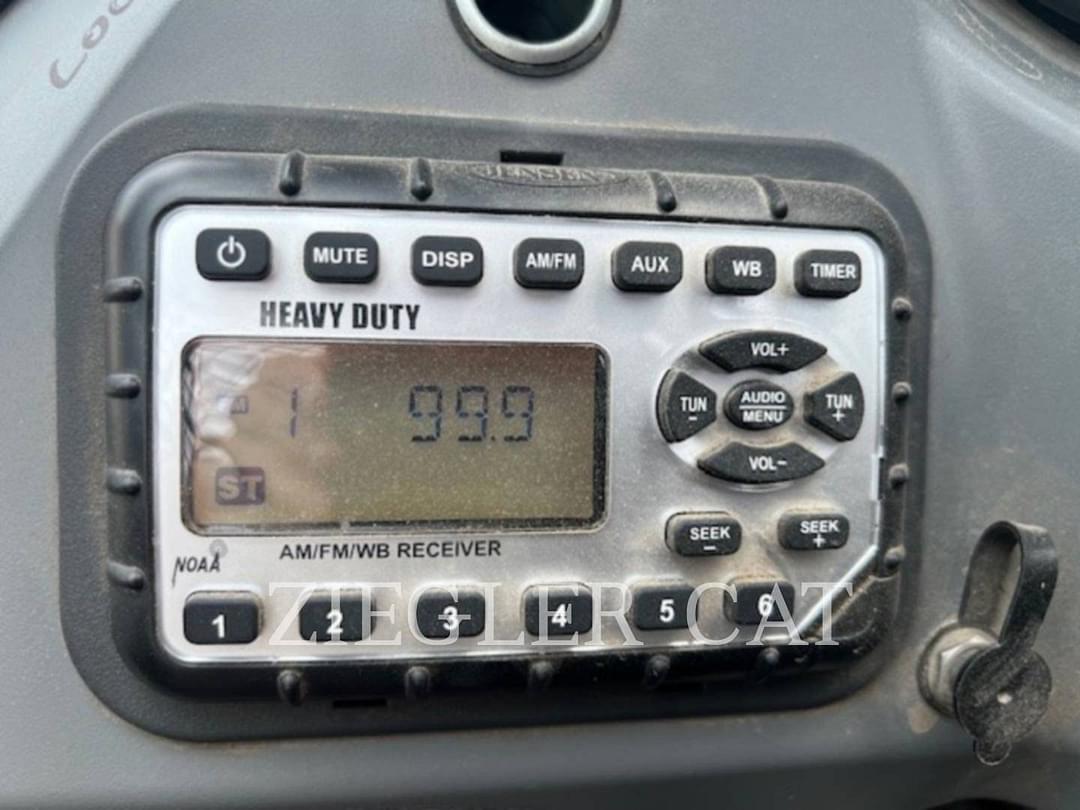 JENSEN
MUTE DISP AM/FM AUX WB TIMER
HEAVY DUTY
VOL+
TUN - AUDIO MENU TUN +
VOL-
1 99.9
ST
SEEK - SEEK +
NOAA AM/FM/WB RECEIVER
1 2 3 4 5 6
ZIEGLER CAT